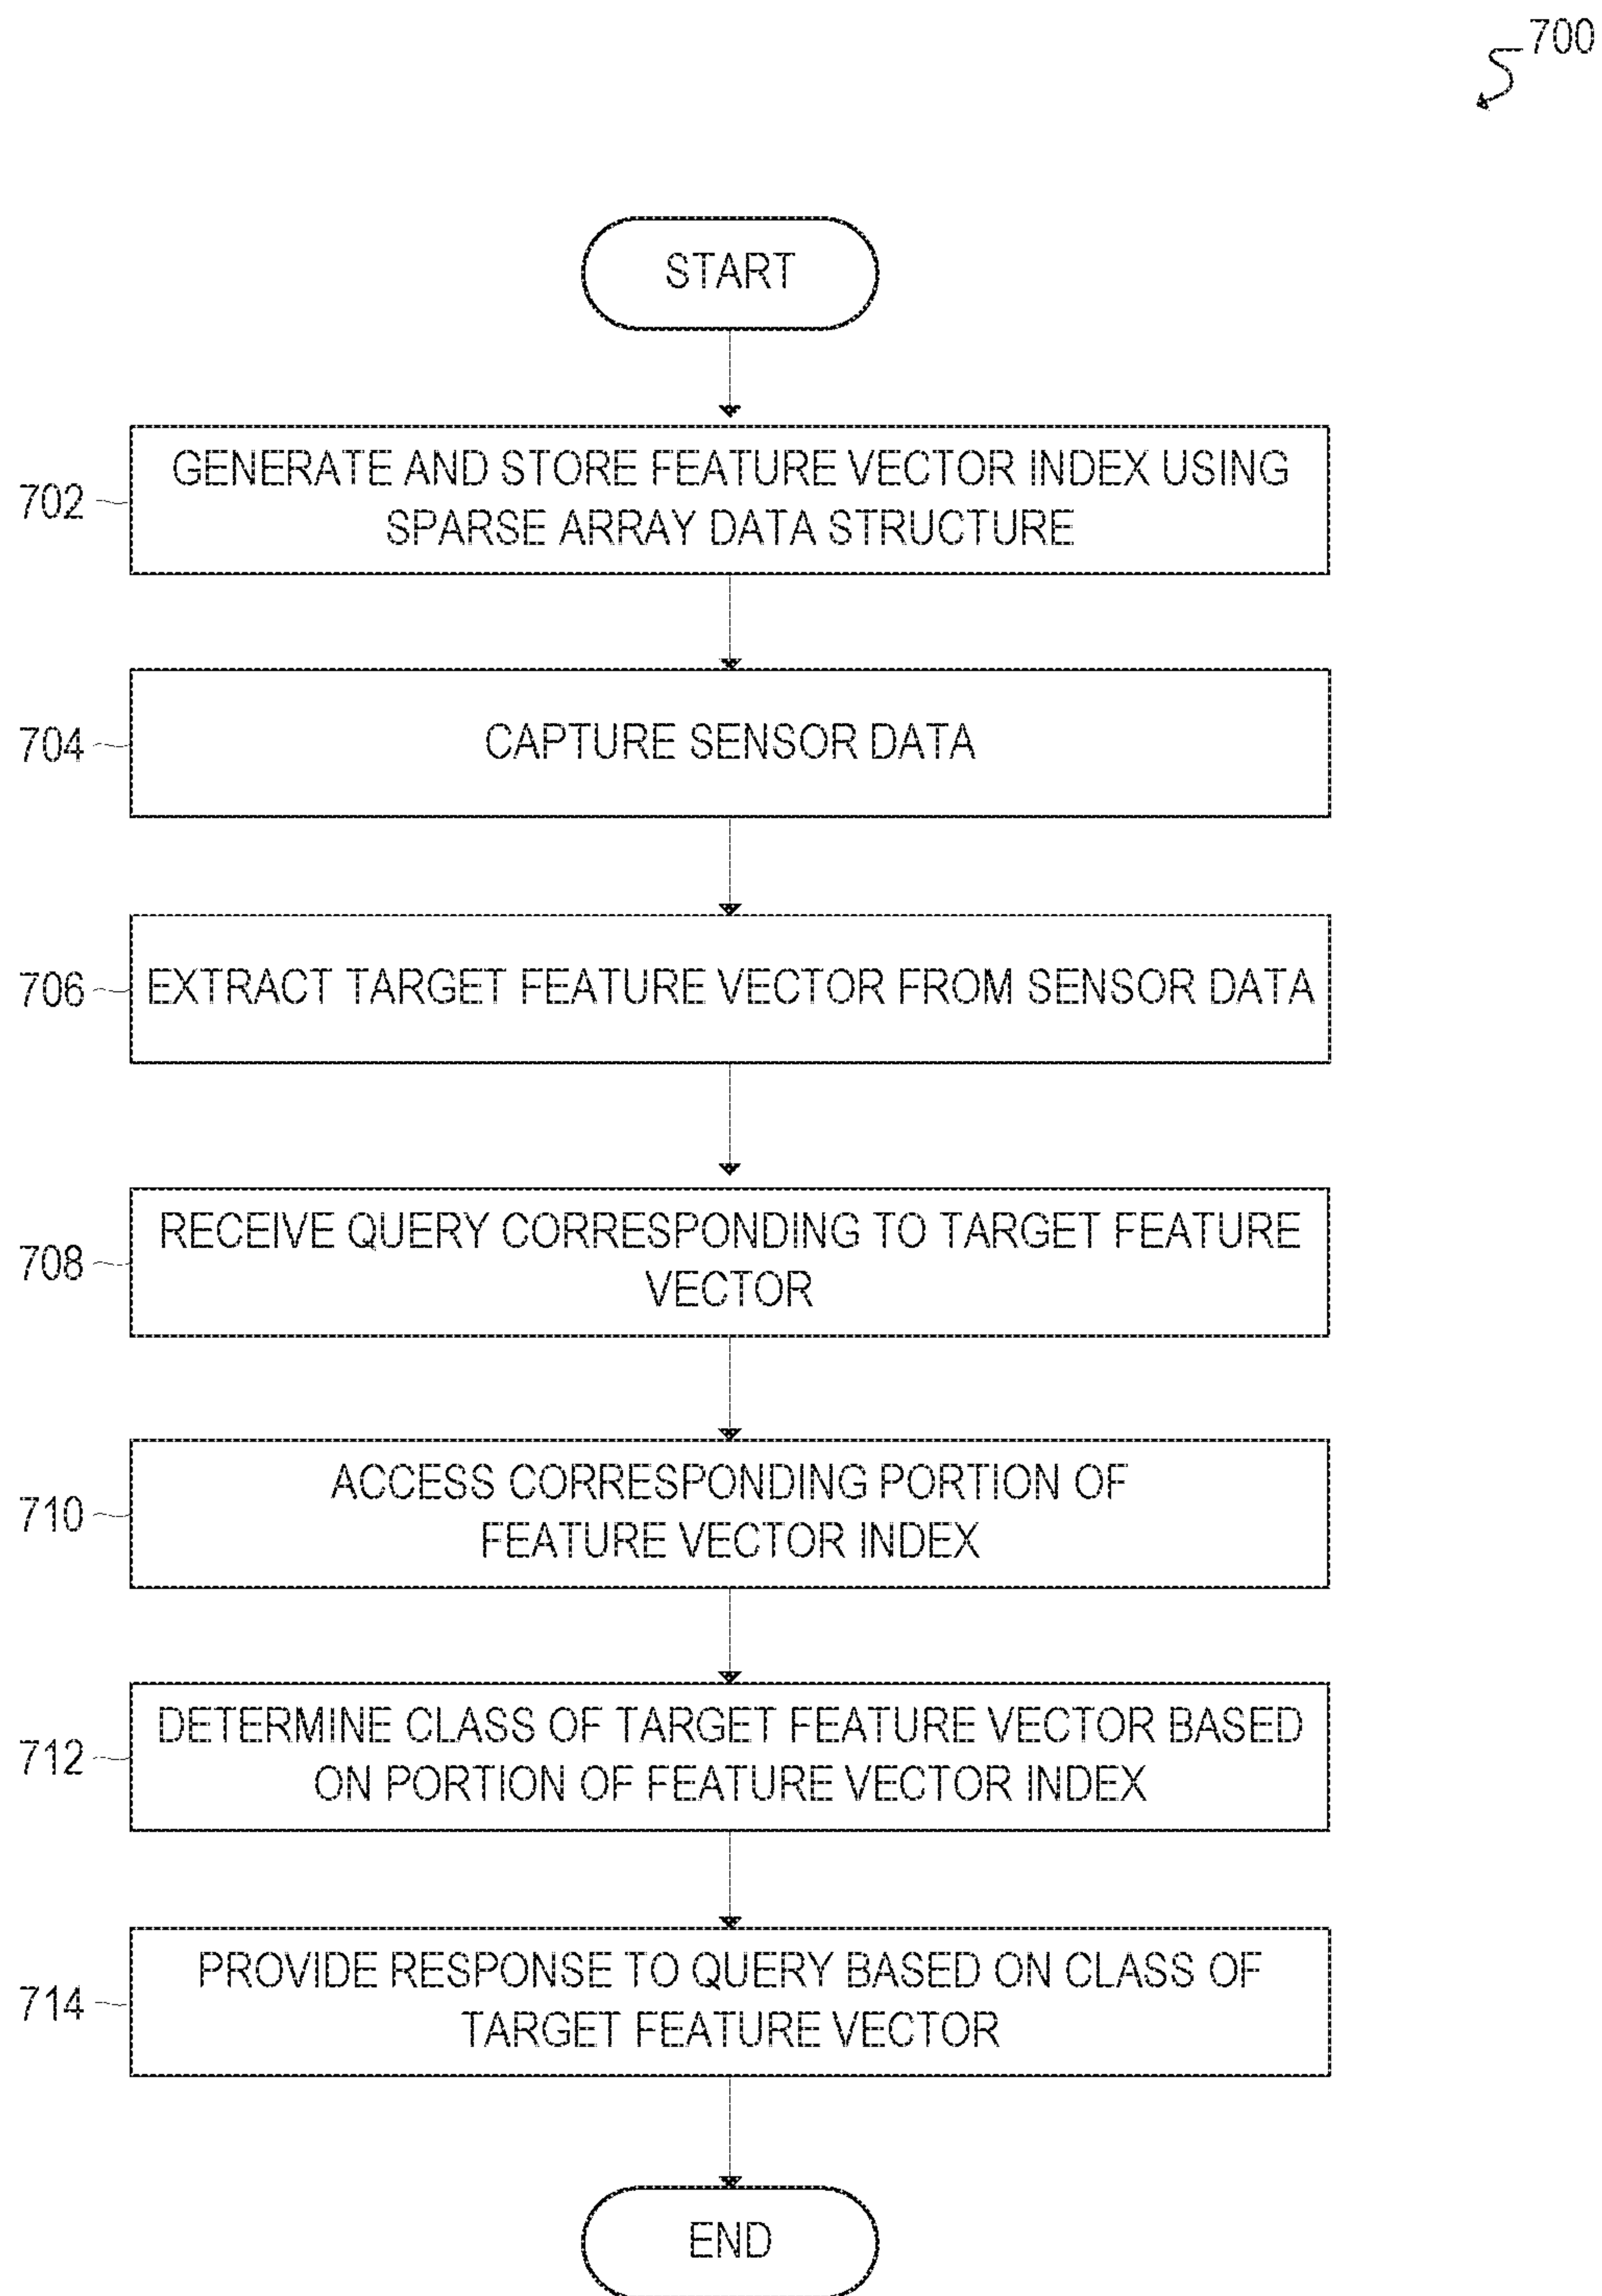 700
START
702
GENERATE AND STORE FEATURE VECTOR INDEX USING
SPARSE ARRAY DATA STRUCTURE
704
CAPTURE SENSOR DATA
706
EXTRACT TARGET FEATURE VECTOR FROM SENSOR DATA
708
RECEIVE QUERY CORRESPONDING TO TARGET FEATURE
VECTOR
710
ACCESS CORRESPONDING PORTION OF
FEATURE VECTOR INDEX
712
DETERMINE CLASS OF TARGET FEATURE VECTOR BASED
ON PORTION OF FEATURE VECTOR INDEX
714
PROVIDE RESPONSE TO QUERY BASED ON CLASS OF
TARGET FEATURE VECTOR
END